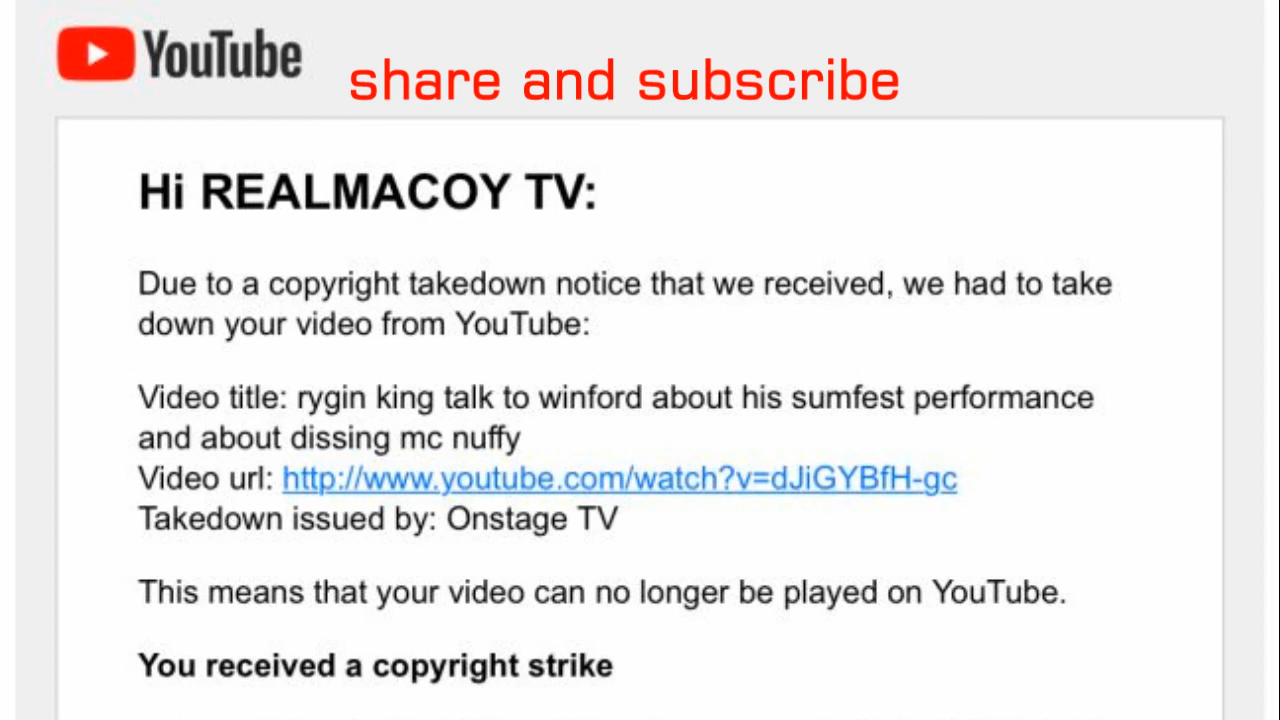 YouTube
share and subscribe
Hi REALMACOY TV:
Due to a copyright takedown notice that we received, we had to take
down your video from YouTube:
Video title: rygin king talk to winford about his sumfest performance
and about dissing mc nuffy
Video url: http://www.youtube.com/watch?v=dJiGYBfH-gc
Takedown issued by: Onstage TV
This means that your video can no longer be played on YouTube.
You received a copyright strike